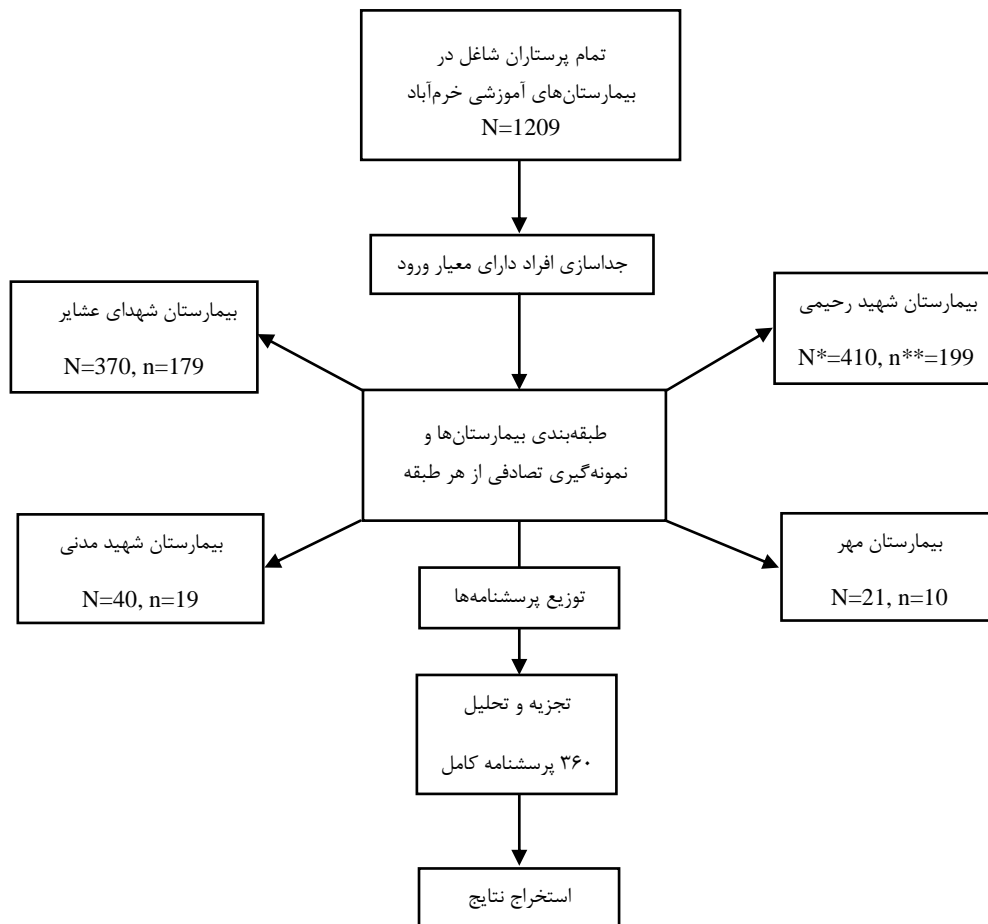 تمام پرستاران شاغل در
بیمارستان‌های آموزشی خرم‌آباد
N=1209
جداسازی افراد دارای معیار ورود
بیمارستان شهید رحیمی
N*=410, n**=199
بیمارستان شهدای عشایر
N=370, n=179
طبقه‌بندی بیمارستان‌ها و
نمونه‌گیری تصادفی از هر طبقه
بیمارستان مهر
N=21, n=10
بیمارستان شهید مدنی
N=40, n=19
توزیع پرسشنامه‌ها
تجزیه و تحلیل
۳۶۰ پرسشنامه کامل
استخراج نتایج